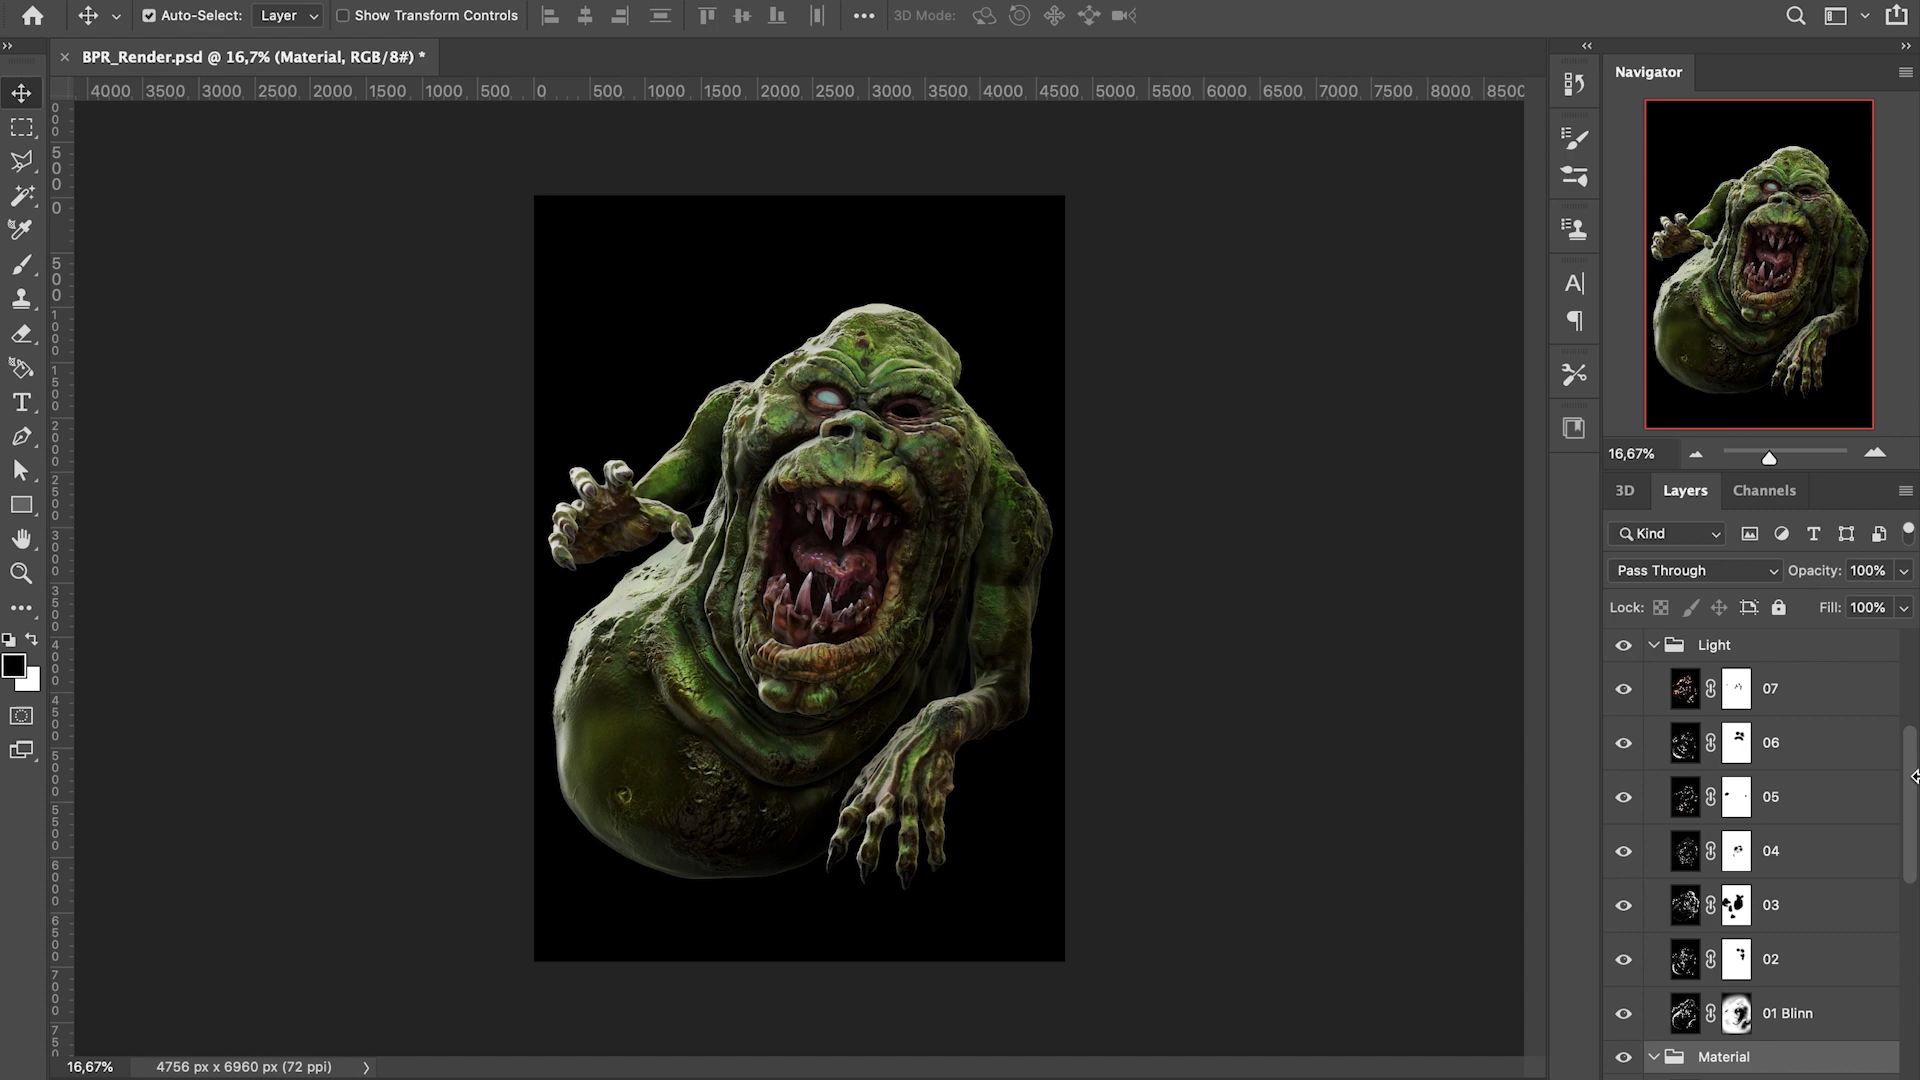 Auto-Select:
Layer
Show Transform Controls
3D Mode:
BPR_Render.psd @ 16,7% (Material, RGB/8#) *
4000 3500 3000 2500 2000 1500 1000 500 0 500 1000 1500 2000 2500 3000 3500 4000 4500 5000 5500 6000 6500 7000 7500 8000 8500
Navigator
16,67%
3D
Layers
Channels
Kind
Pass Through
Opacity: 100%
Lock:
Fill: 100%
Light
07
06
05
04
03
02
01 Blinn
Material
16,67%
4756 px x 6960 px (72 ppi)